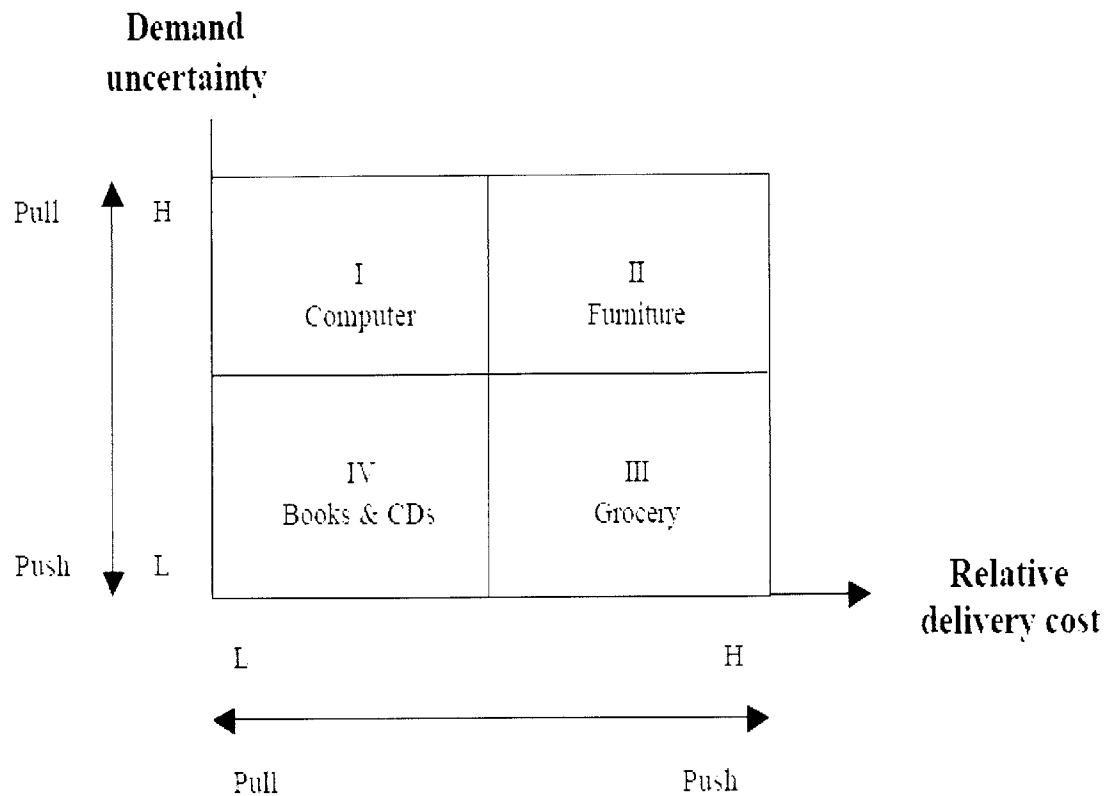 Demand
uncertainty
Pull H
I
Computer
II
Furniture
IV
Books & CDs
III
Grocery
Push L
Relative
delivery cost
L H
Pull Push